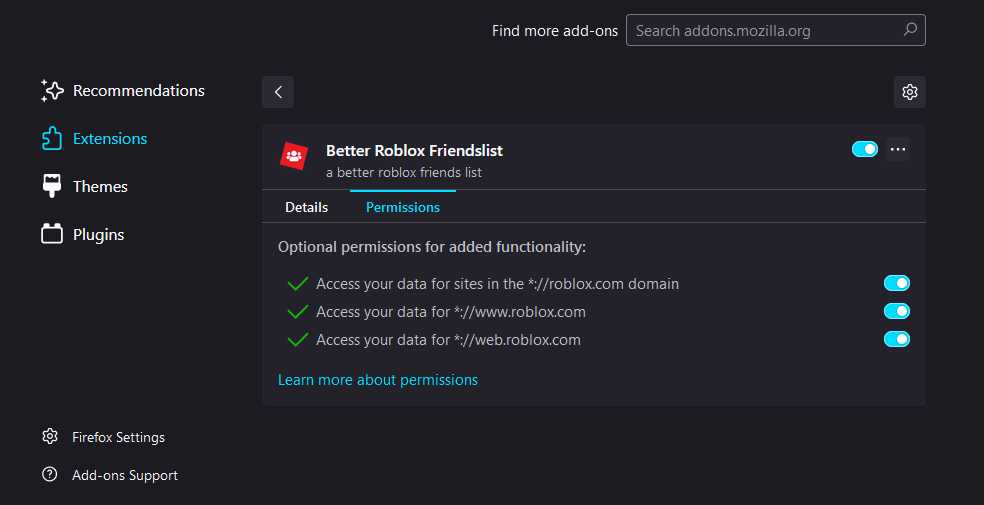 Find more add-ons
Search addons.mozilla.org
Recommendations
Extensions
Themes
Plugins
Better Roblox Friendslist
a better roblox friends list
Details
Permissions
Optional permissions for added functionality:
Access your data for sites in the *://roblox.com domain
Access your data for *://www.roblox.com
Access your data for *://web.roblox.com
Learn more about permissions
Firefox Settings
Add-ons Support